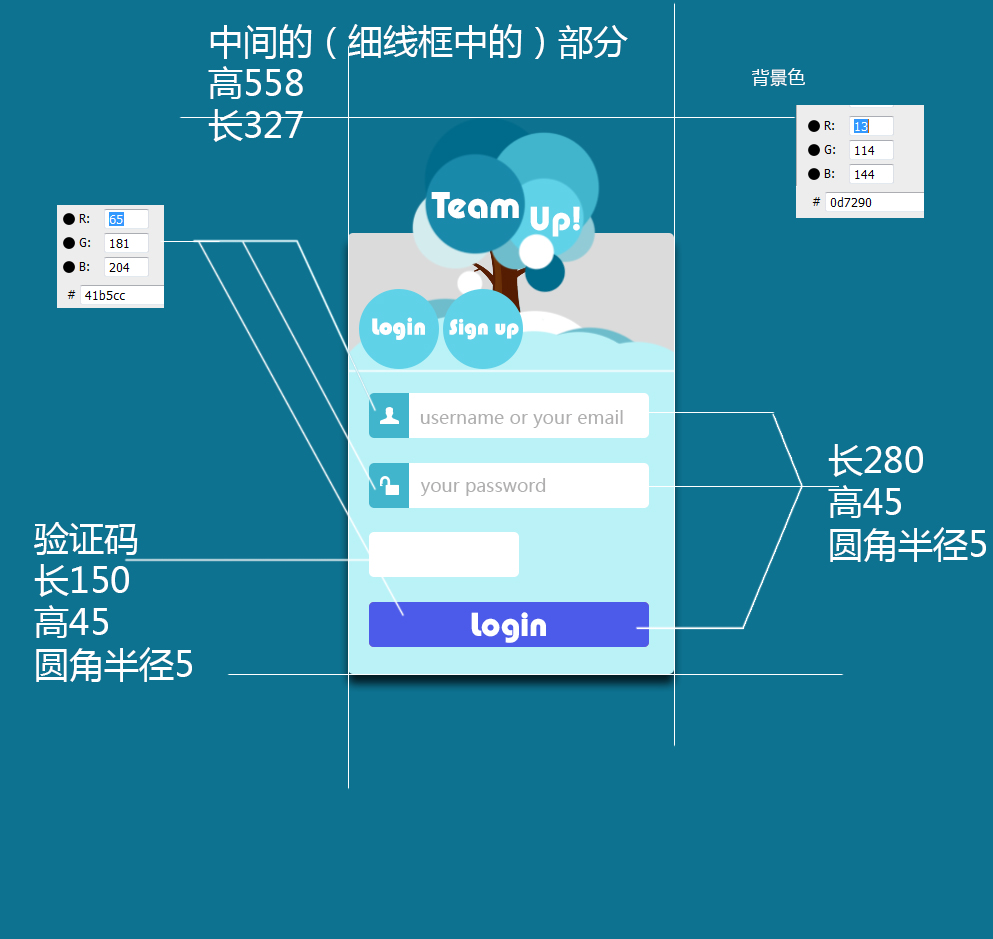 中间的（细线框中的）部分
高558
长327
背景色
R: 13
G: 114
B: 144
# 0d7290
R: 65
G: 181
B: 204
# 41b5cc
Team
Up!
Login
Sign up
username or your email
your password
Login
长280
高45
圆角半径5
验证码
长150
高45
圆角半径5